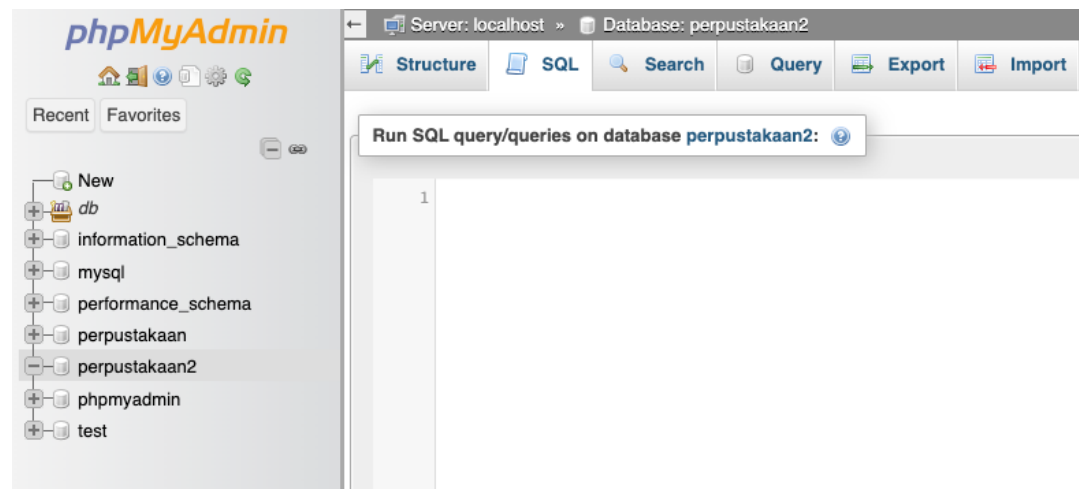 phpMyAdmin
Recent Favorites
New
db
information_schema
mysql
performance_schema
perpustakaan
perpustakaan2
phpmyadmin
test
Server: localhost » Database: perpustakaan2
Structure SQL Search Query Export Import
Run SQL query/queries on database perpustakaan2:
1